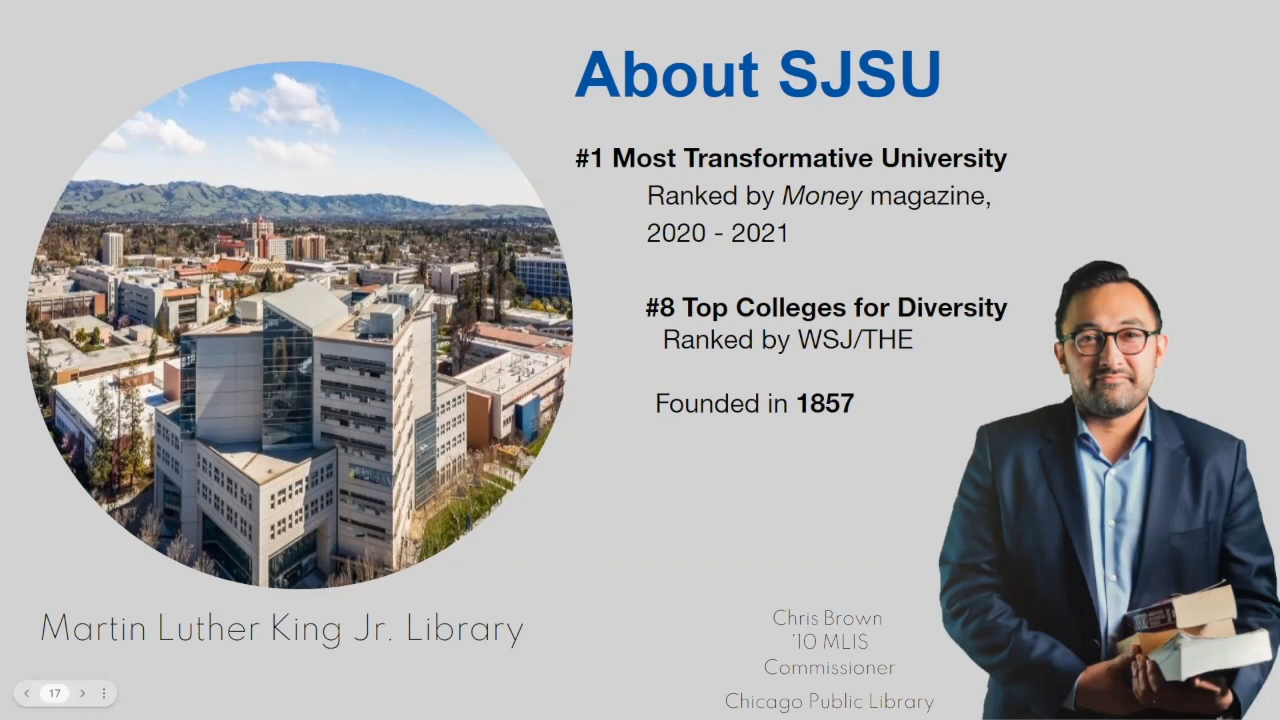 About SJSU
#1 Most Transformative University
Ranked by Money magazine,
2020 - 2021
#8 Top Colleges for Diversity
Ranked by WSJ/THE
Founded in 1857
Martin Luther King Jr. Library
Chris Brown
'10 MLIS
Commissioner
Chicago Public Library
17